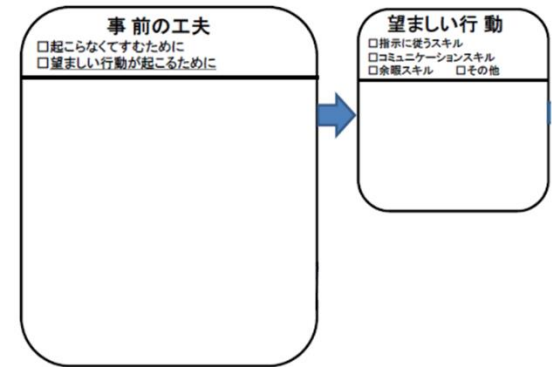 事前の工夫
□起こらなくてすむために
□望ましい行動が起こるために
望ましい行 動
□指示に従うスキル
□コミュニケーションスキル
□余暇スキル　□その他